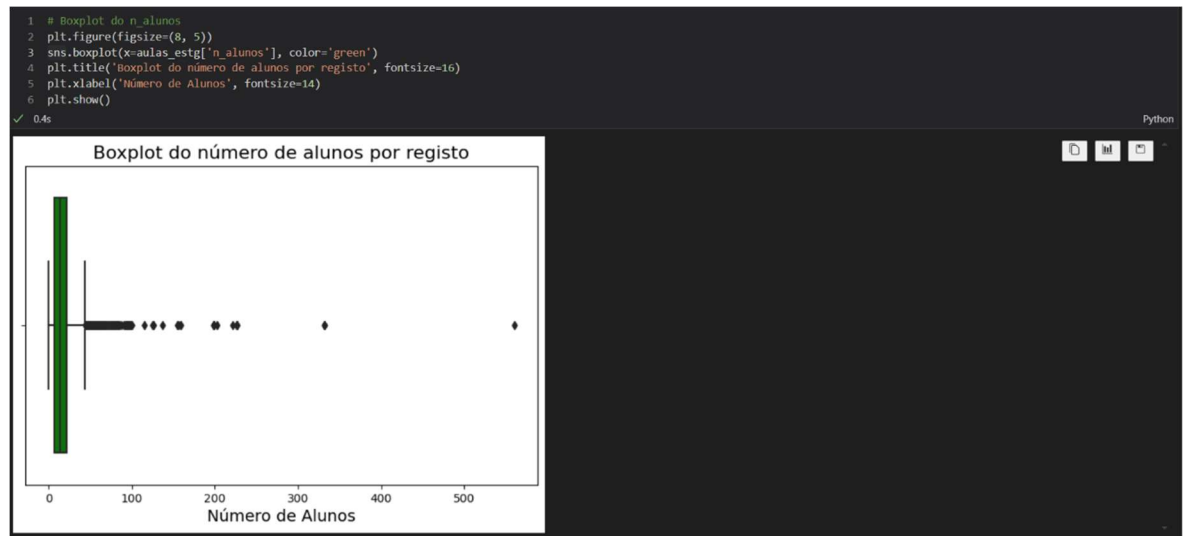 1 # Boxplot do n_alunos
2 plt.figure(figsize=(8, 5))
3 sns.boxplot(x=aulas_estg['n_alunos'], color='green')
4 plt.title('Boxplot do número de alunos por registo', fontsize=16)
5 plt.xlabel('Número de Alunos', fontsize=14)
6 plt.show()
✓ 0.4s Python
Boxplot do número de alunos por registo
0 100 200 300 400 500
Número de Alunos